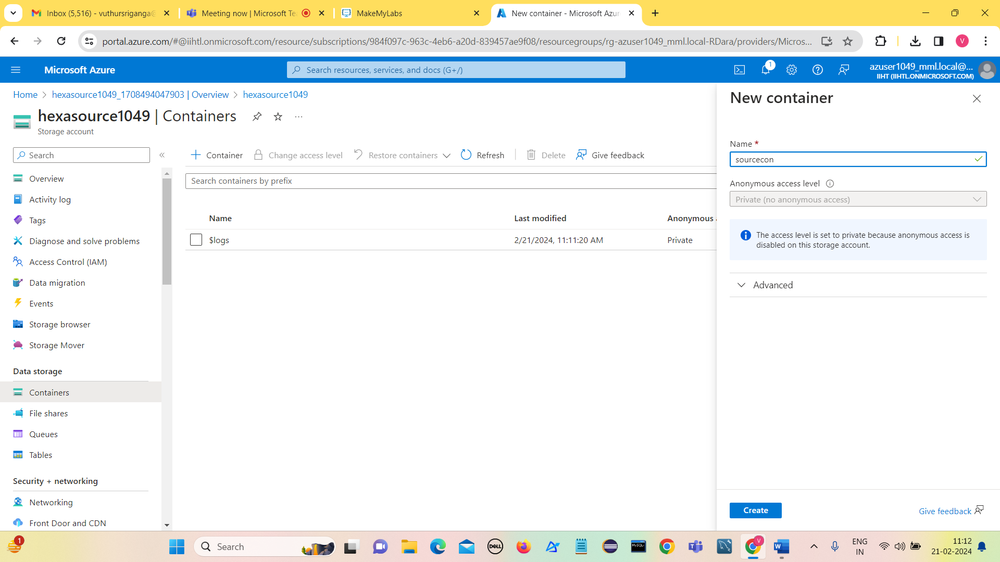 Inbox (5,516) - vuthursriganga@
Meeting now | Microsoft Te
MakeMyLabs
New container - Microsoft Azur
portal.azure.com/#@iihtl.onmicrosoft.com/resource/subscriptions/984f097c-963c-4eb6-a20d-839457ae9f08/resourcegroups/rg-azuser1049_mml.local-RDara/providers/Micros...
V
Microsoft Azure
Search resources, services, and docs (G+/)
1
azuser1049_mml.local@...
IIHT (IIHTL.ONMICROSOFT.COM)
Home > hexasource1049_1708494047903 | Overview > hexasource1049
hexasource1049 | Containers
Storage account
Search
Overview
Activity log
Tags
Diagnose and solve problems
Access Control (IAM)
Data migration
Events
Storage browser
Storage Mover
Data storage
Containers
File shares
Queues
Tables
Security + networking
Networking
Front Door and CDN
Container
Change access level
Restore containers
Refresh
Delete
Give feedback
Search containers by prefix
Name
Last modified
Anonymous
$logs
2/21/2024, 11:11:20 AM
Private
New container
Name *
sourcecon
Anonymous access level
Private (no anonymous access)
The access level is set to private because anonymous access is
disabled on this storage account.
Advanced
Create
Give feedback
1
Search
DELL
MySQL
V
W
ENG
IN
11:12
21-02-2024